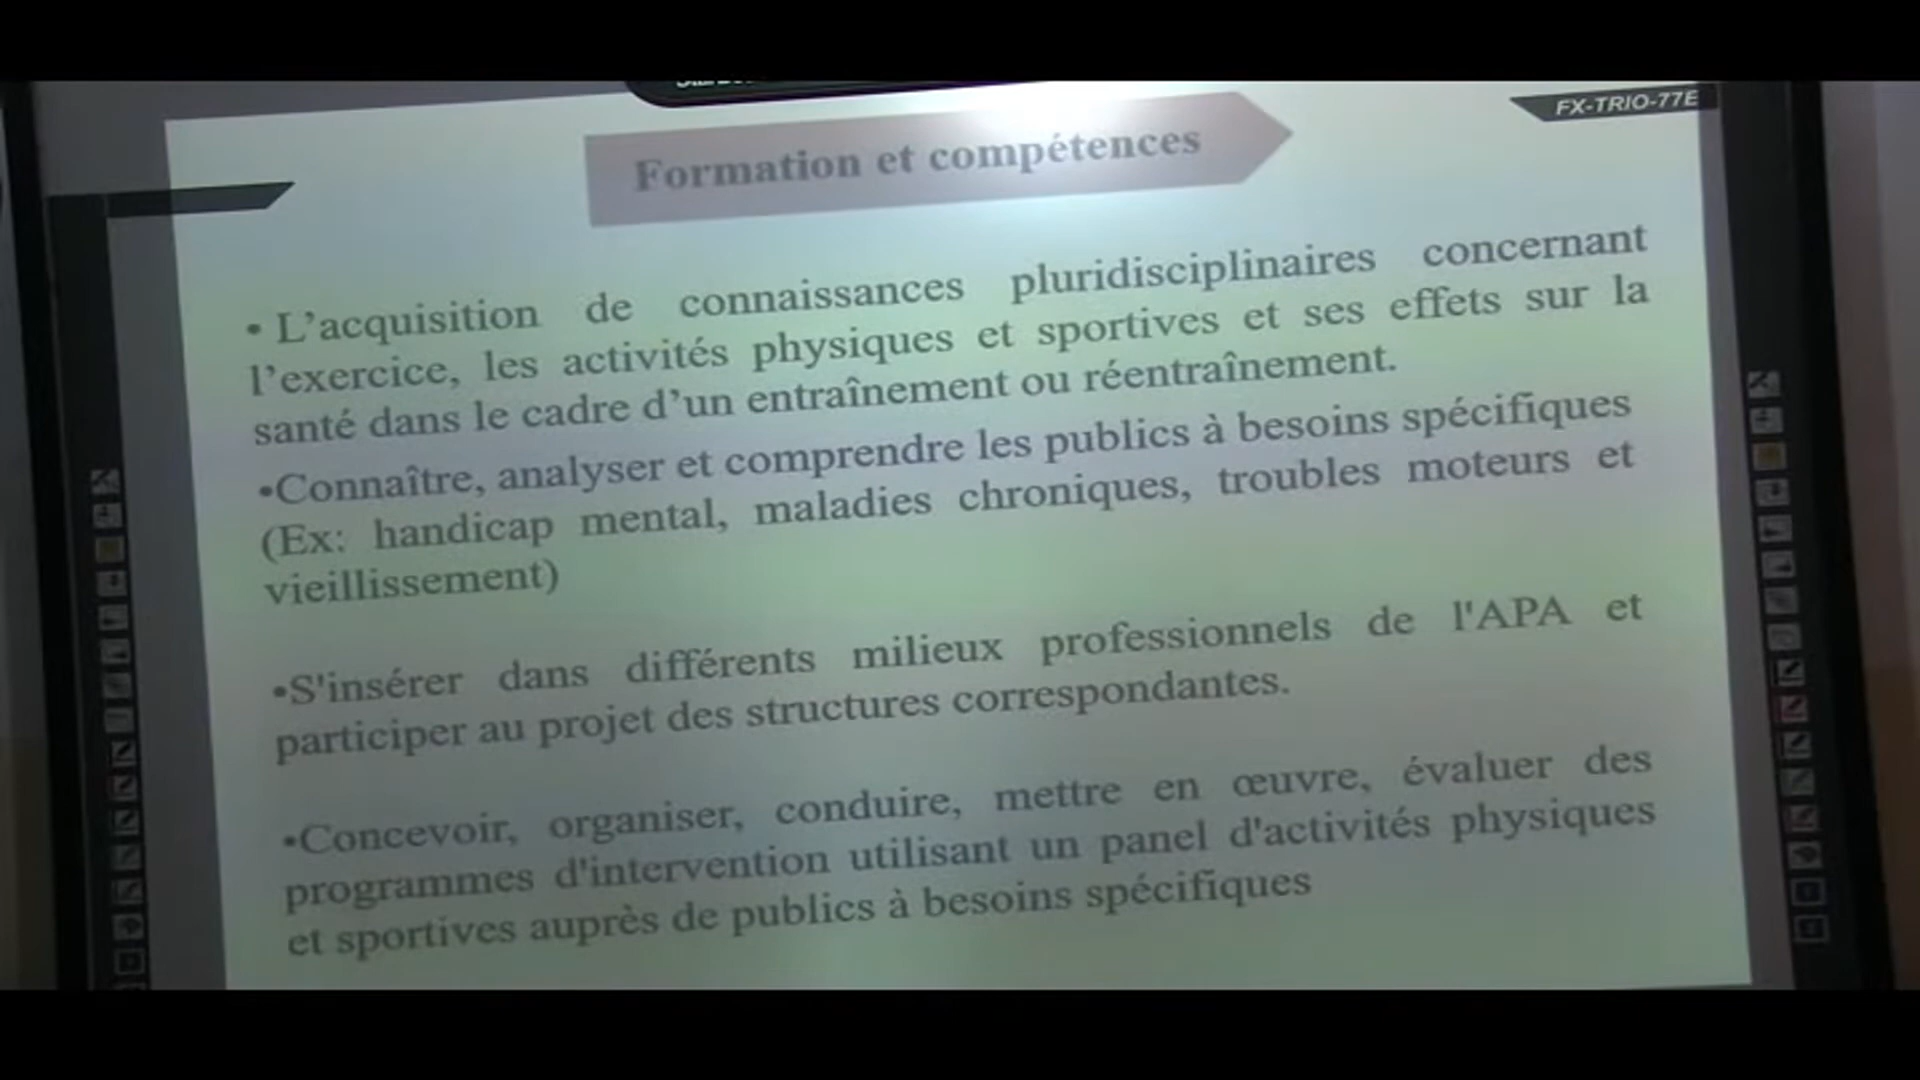 FX-TRIO-77E
Formation et compétences
• L’acquisition de connaissances pluridisciplinaires concernant
l’exercice, les activités physiques et sportives et ses effets sur la
santé dans le cadre d’un entraînement ou réentraînement.
•Connaître, analyser et comprendre les publics à besoins spécifiques
(Ex: handicap mental, maladies chroniques, troubles moteurs et
vieillissement)
•S'insérer dans différents milieux professionnels de l'APA et
participer au projet des structures correspondantes.
•Concevoir, organiser, conduire, mettre en œuvre, évaluer des
programmes d'intervention utilisant un panel d'activités physiques
et sportives auprès de publics à besoins spécifiques